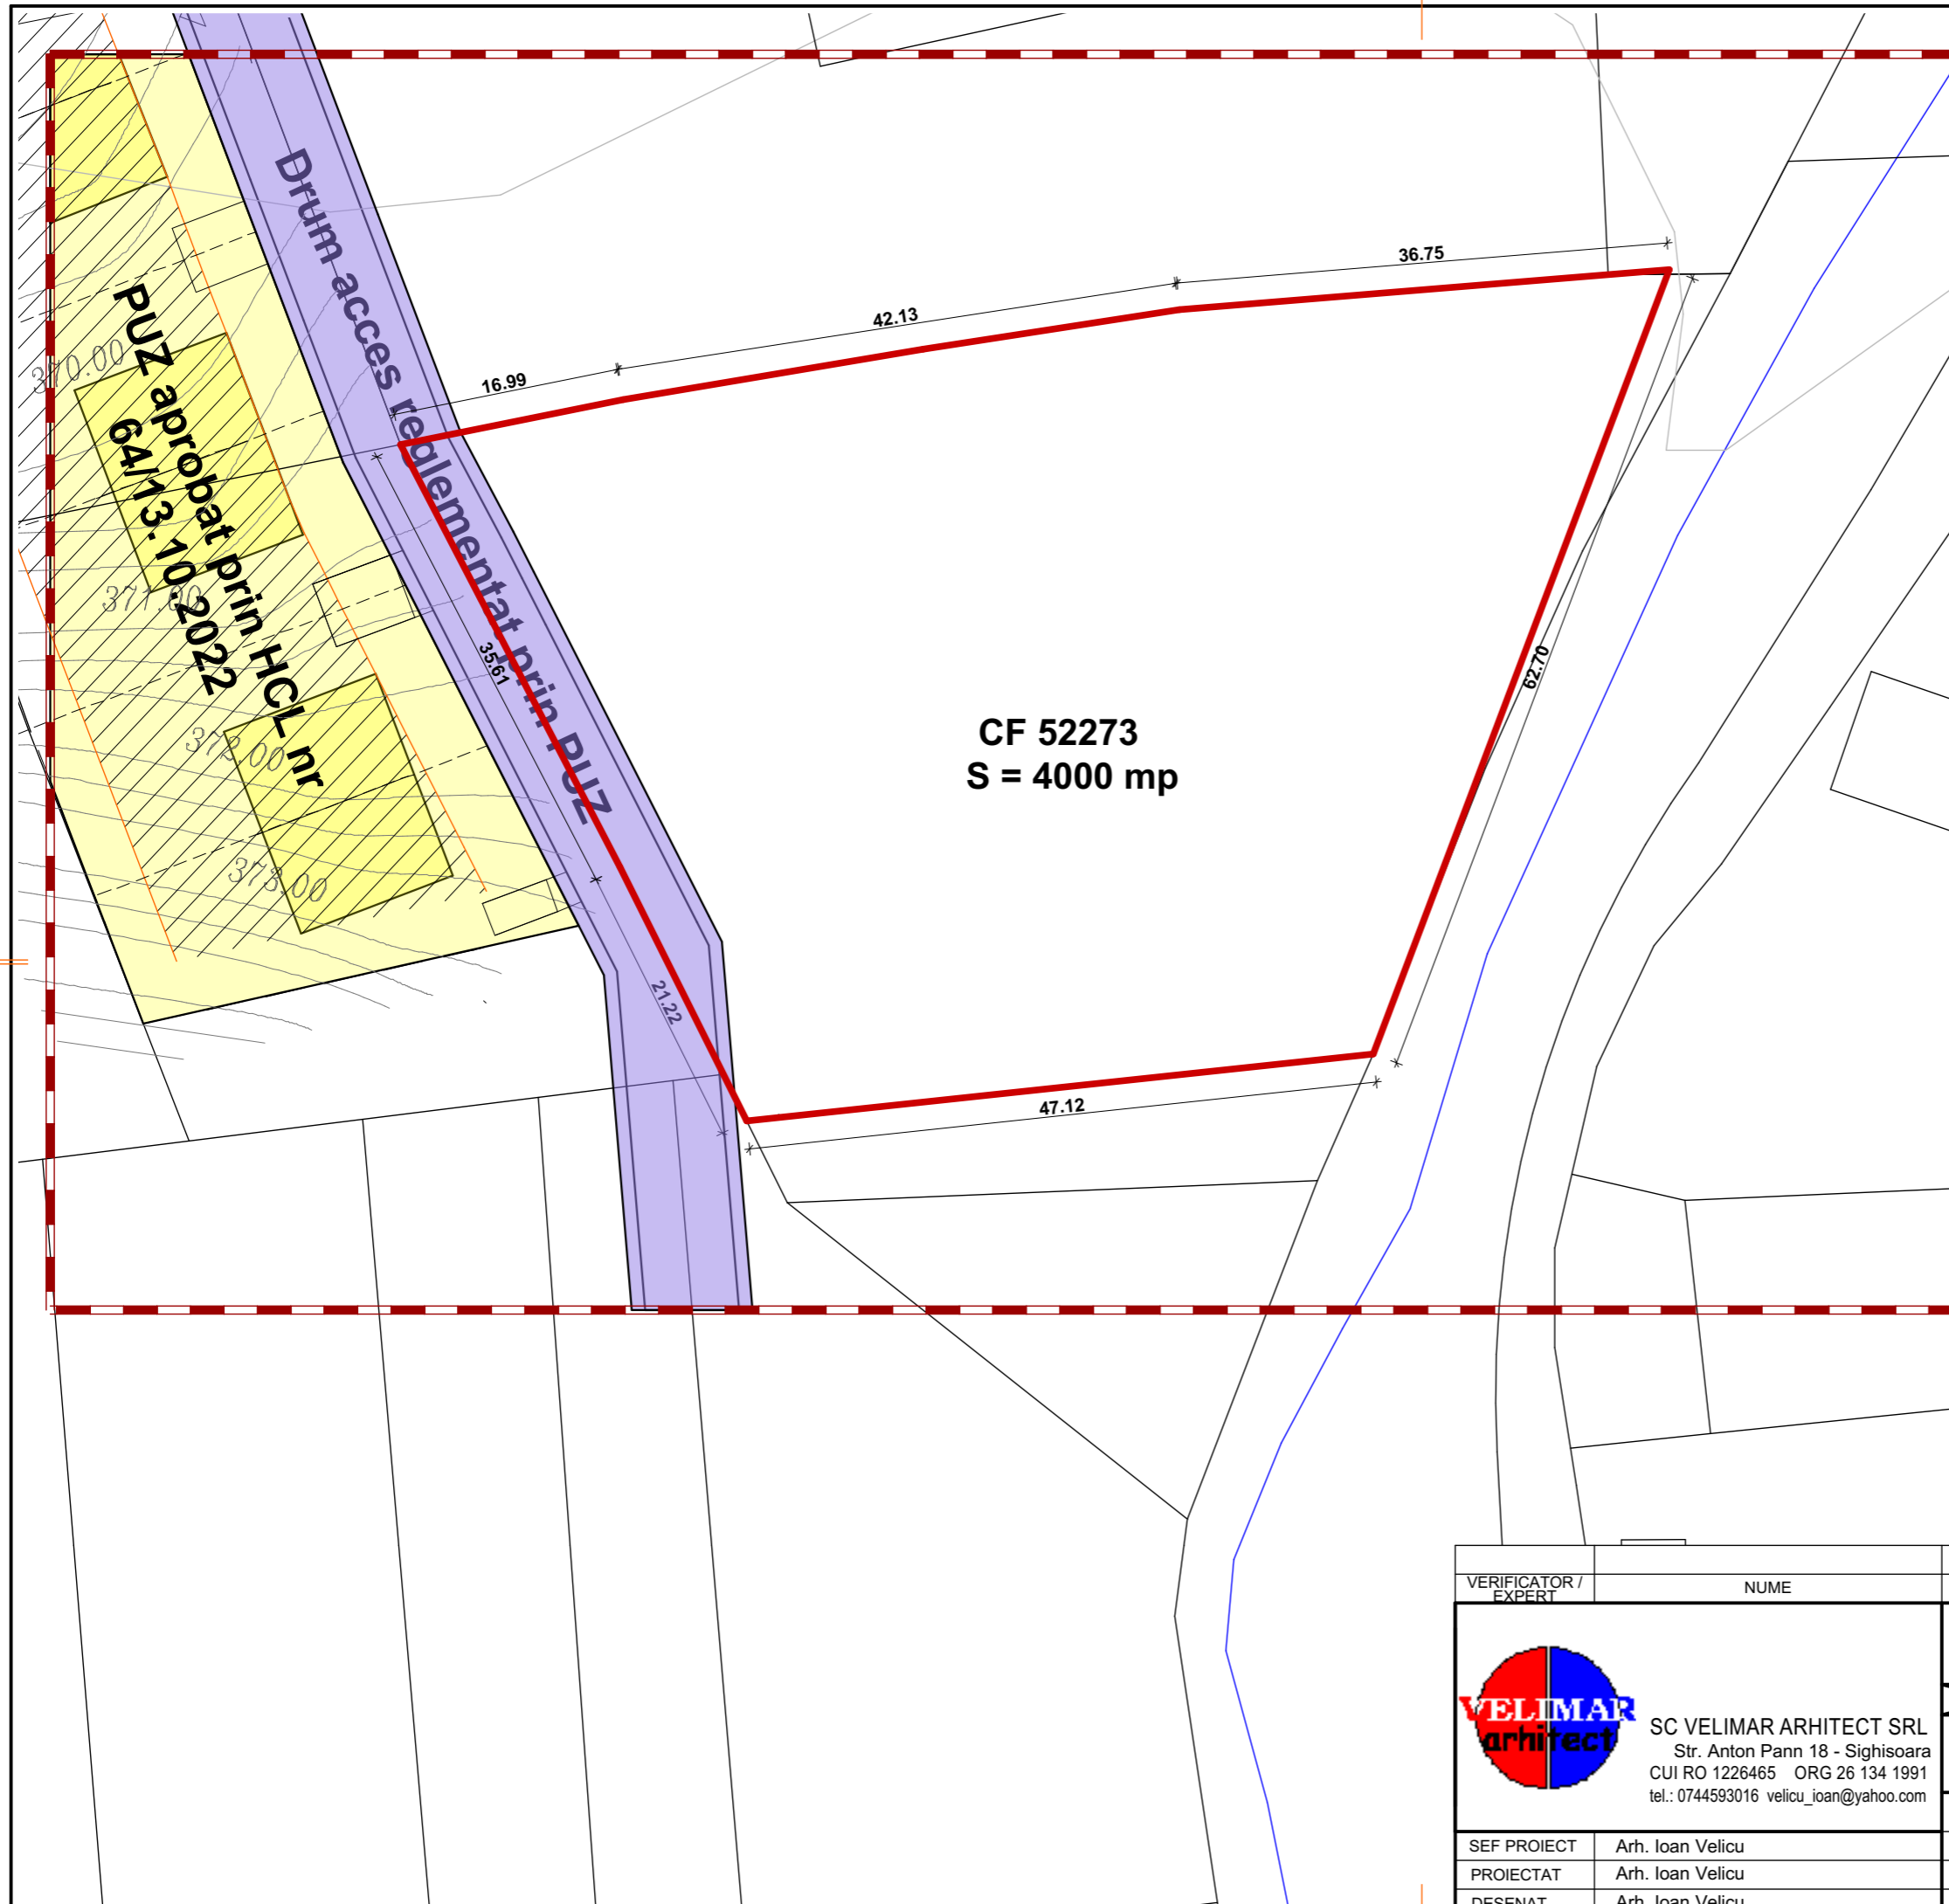 Drum acces reglementat prin PUZ
PUZ aprobat prin HCL nr
64/13.10.2022
370.00
371.00
372.00
373.00
16.99
42.13
36.75
35.61
21.22
62.70
47.12
CF 52273
S = 4000 mp
VERIFICATOR /
EXPERT
NUME
VELIMAR
arhitect
SC VELIMAR ARHITECT SRL
Str. Anton Pann 18 - Sighisoara
CUI RO 1226465 ORG 26 134 1991
tel.: 0744593016 velicu_ioan@yahoo.com
SEF PROIECT Arh. Ioan Velicu
PROIECTAT Arh. Ioan Velicu
DESENAT Arh. Ioan Velicu